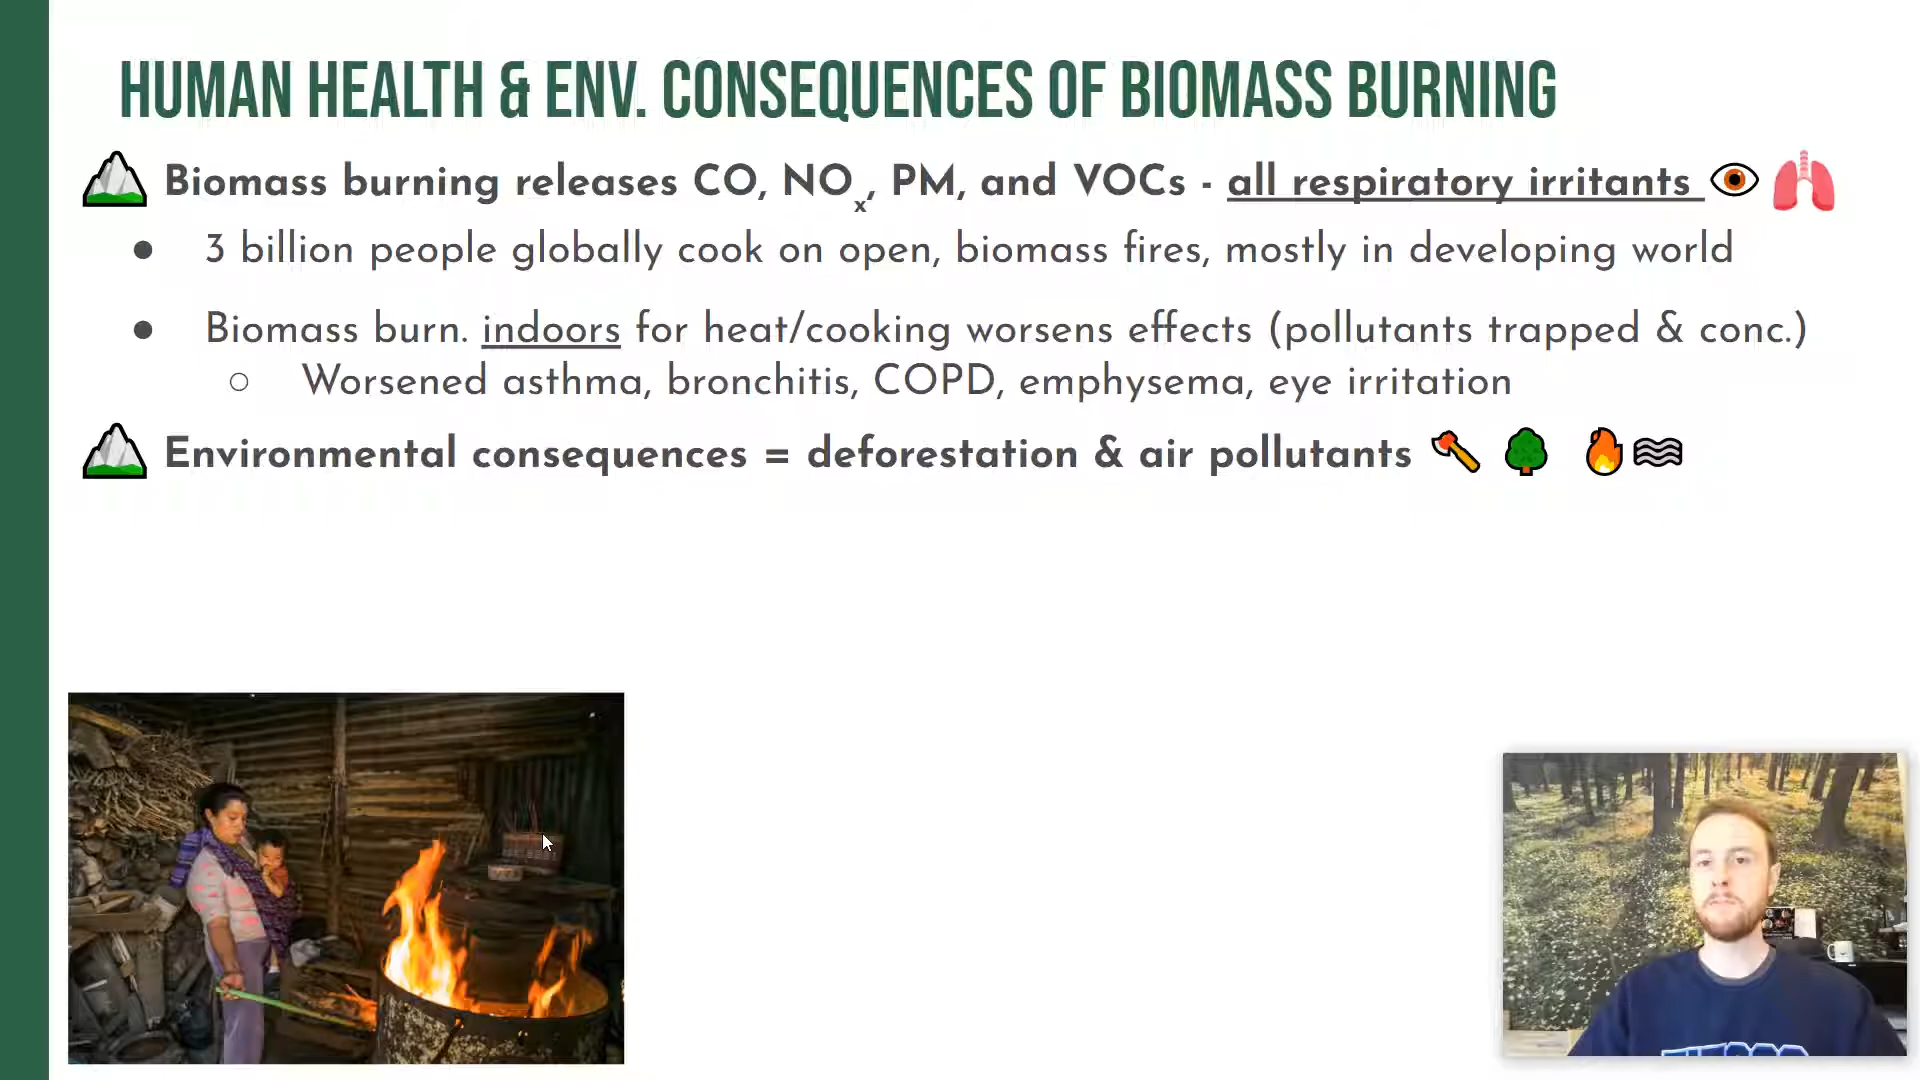 HUMAN HEALTH & ENV. CONSEQUENCES OF BIOMASS BURNING
Biomass burning releases CO, NOx, PM, and VOCs - all respiratory irritants
● 3 billion people globally cook on open, biomass fires, mostly in developing world
● Biomass burn. indoors for heat/cooking worsens effects (pollutants trapped & conc.)
○ Worsened asthma, bronchitis, COPD, emphysema, eye irritation
Environmental consequences = deforestation & air pollutants